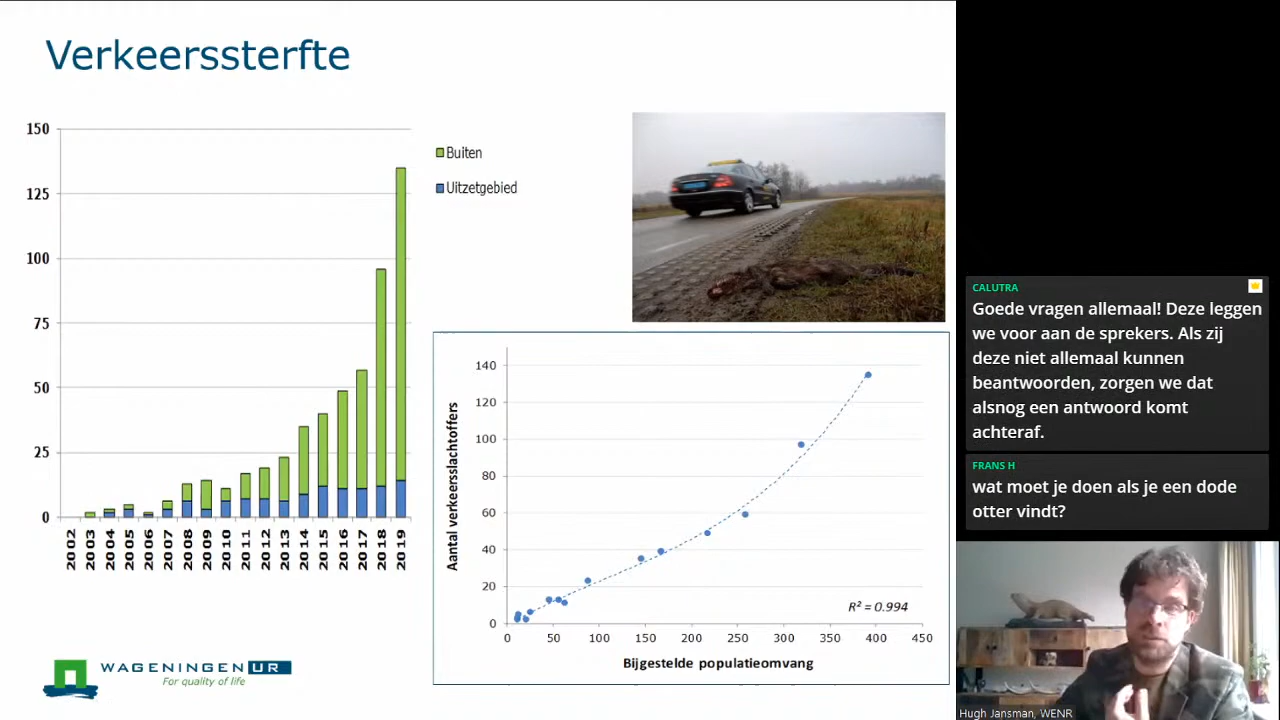 Verkeerssterfte
150
125
100
75
50
25
0
2002
2003
2004
2005
2006
2007
2008
2009
2010
2011
2012
2013
2014
2015
2016
2017
2018
2019
Buiten
Uitzetgebied
Aantal verkeersslachtoffers
140
120
100
80
60
40
20
0
R² = 0.994
0 50 100 150 200 250 300 350 400 450
Bijgestelde populatieomvang
WAGENINGEN UR
For quality of life
CALUTRA
Goede vragen allemaal! Deze leggen
we voor aan de sprekers. Als zij
deze niet allemaal kunnen
beantwoorden, zorgen we dat
alsnog een antwoord komt
achteraf.
FRANS H
wat moet je doen als je een dode
otter vindt?
Hugh Jansman, WENR